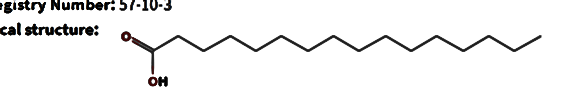 egistry Number: 57-10-3
cal structure:
O
OH